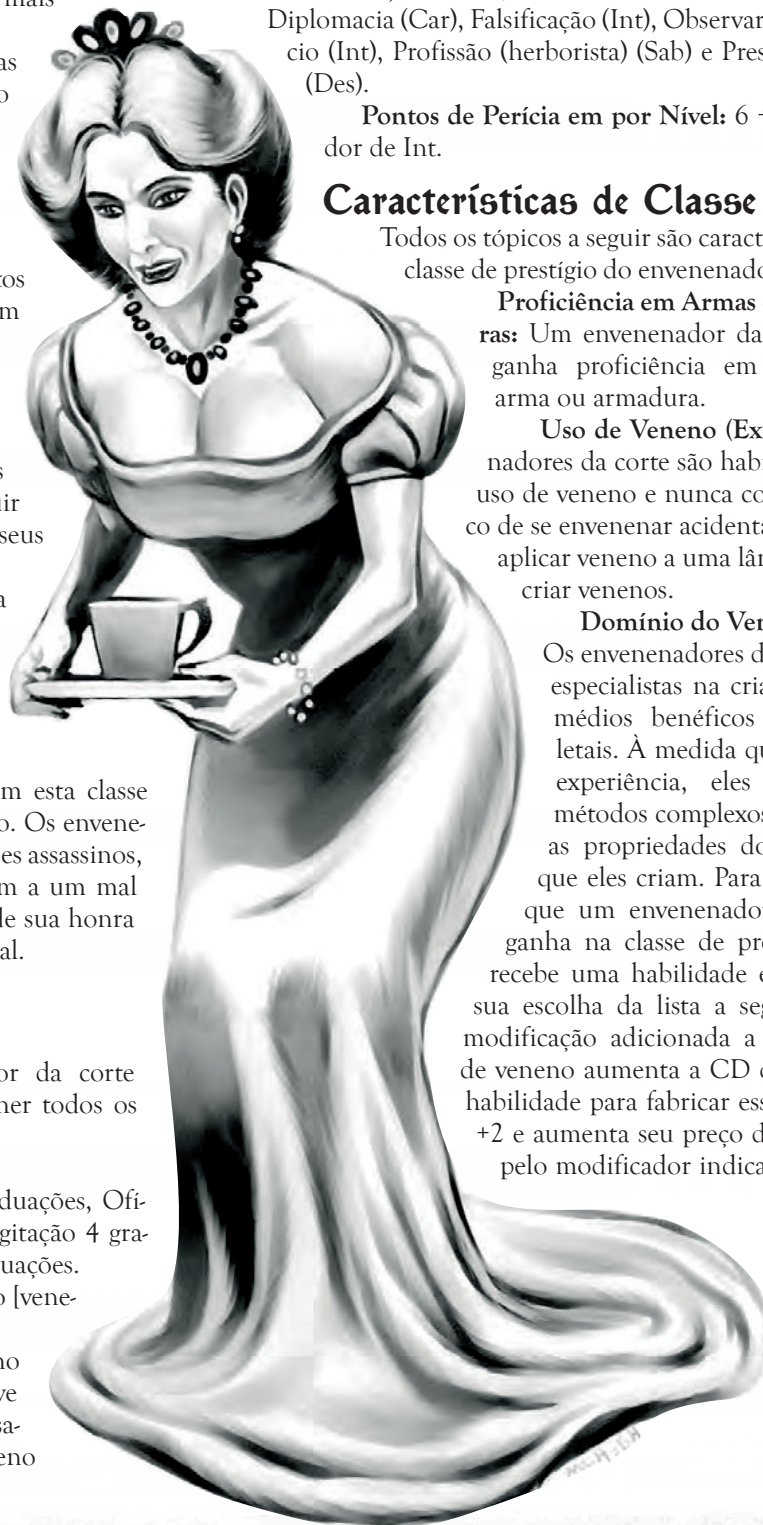 mais
as
o
tos
m
s
uir
seus
a
m esta classe
o. Os envene-
es assassinos,
m a um mal
de sua honra
al.
or da corte
her todos os
duações, Ofí-
gitação 4 gra-
uações.
o [vene-
no
ve
sa-
eno
Diplomacia (Car), Falsificação (Int), Observar
cio (Int), Profissão (herborista) (Sab) e Pres
(Des).
Pontos de Perícia em por Nível: 6 +
dor de Int.
Características de Classe
Todos os tópicos a seguir são caract
classe de prestígio do envenenado
Proficiência em Armas
ras: Um envenenador da
ganha proficiência em
arma ou armadura.
Uso de Veneno (Ex
nadores da corte são habi
uso de veneno e nunca co
co de se envenenar acidenta
aplicar veneno a uma lâ
criar venenos.
Domínio do Ven
Os envenenadores d
especialistas na cria
médios benéficos
letais. À medida qu
experiência, eles
métodos complexos
as propriedades do
que eles criam. Para
que um envenenador
ganha na classe de pre
recebe uma habilidade e
sua escolha da lista a seg
modificação adicionada a
de veneno aumenta a CD d
habilidade para fabricar ess
+2 e aumenta seu preço d
pelo modificador indica